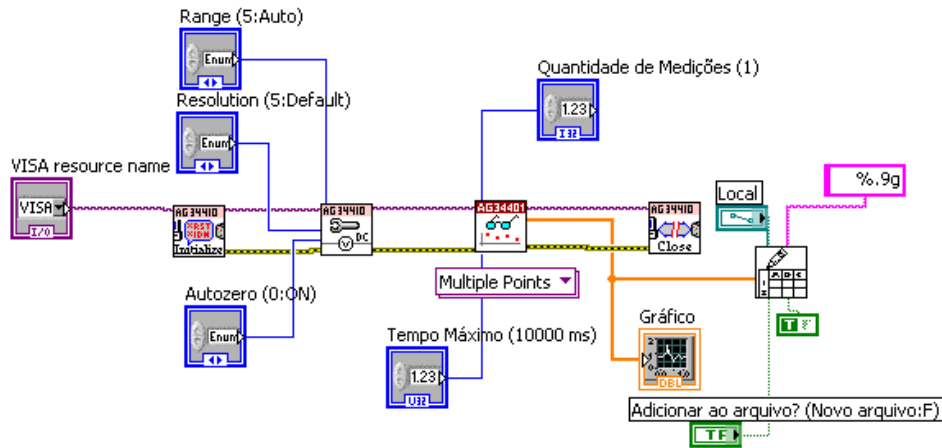 Range (5:Auto)
Enum
Resolution (5:Default)
Enum
VISA resource name
VISA
I/O
AG34410
*RST
*IDN
Initialize
Autozero (0:ON)
Enum
AG34410
DC
V
Quantidade de Medições (1)
1.23
I32
AG34401
Multiple Points
Tempo Máximo (10000 ms)
1.23
U32
AG34410
Close
Local
%.9g
T F
Gráfico
DBL
Adicionar ao arquivo? (Novo arquivo:F)
TF